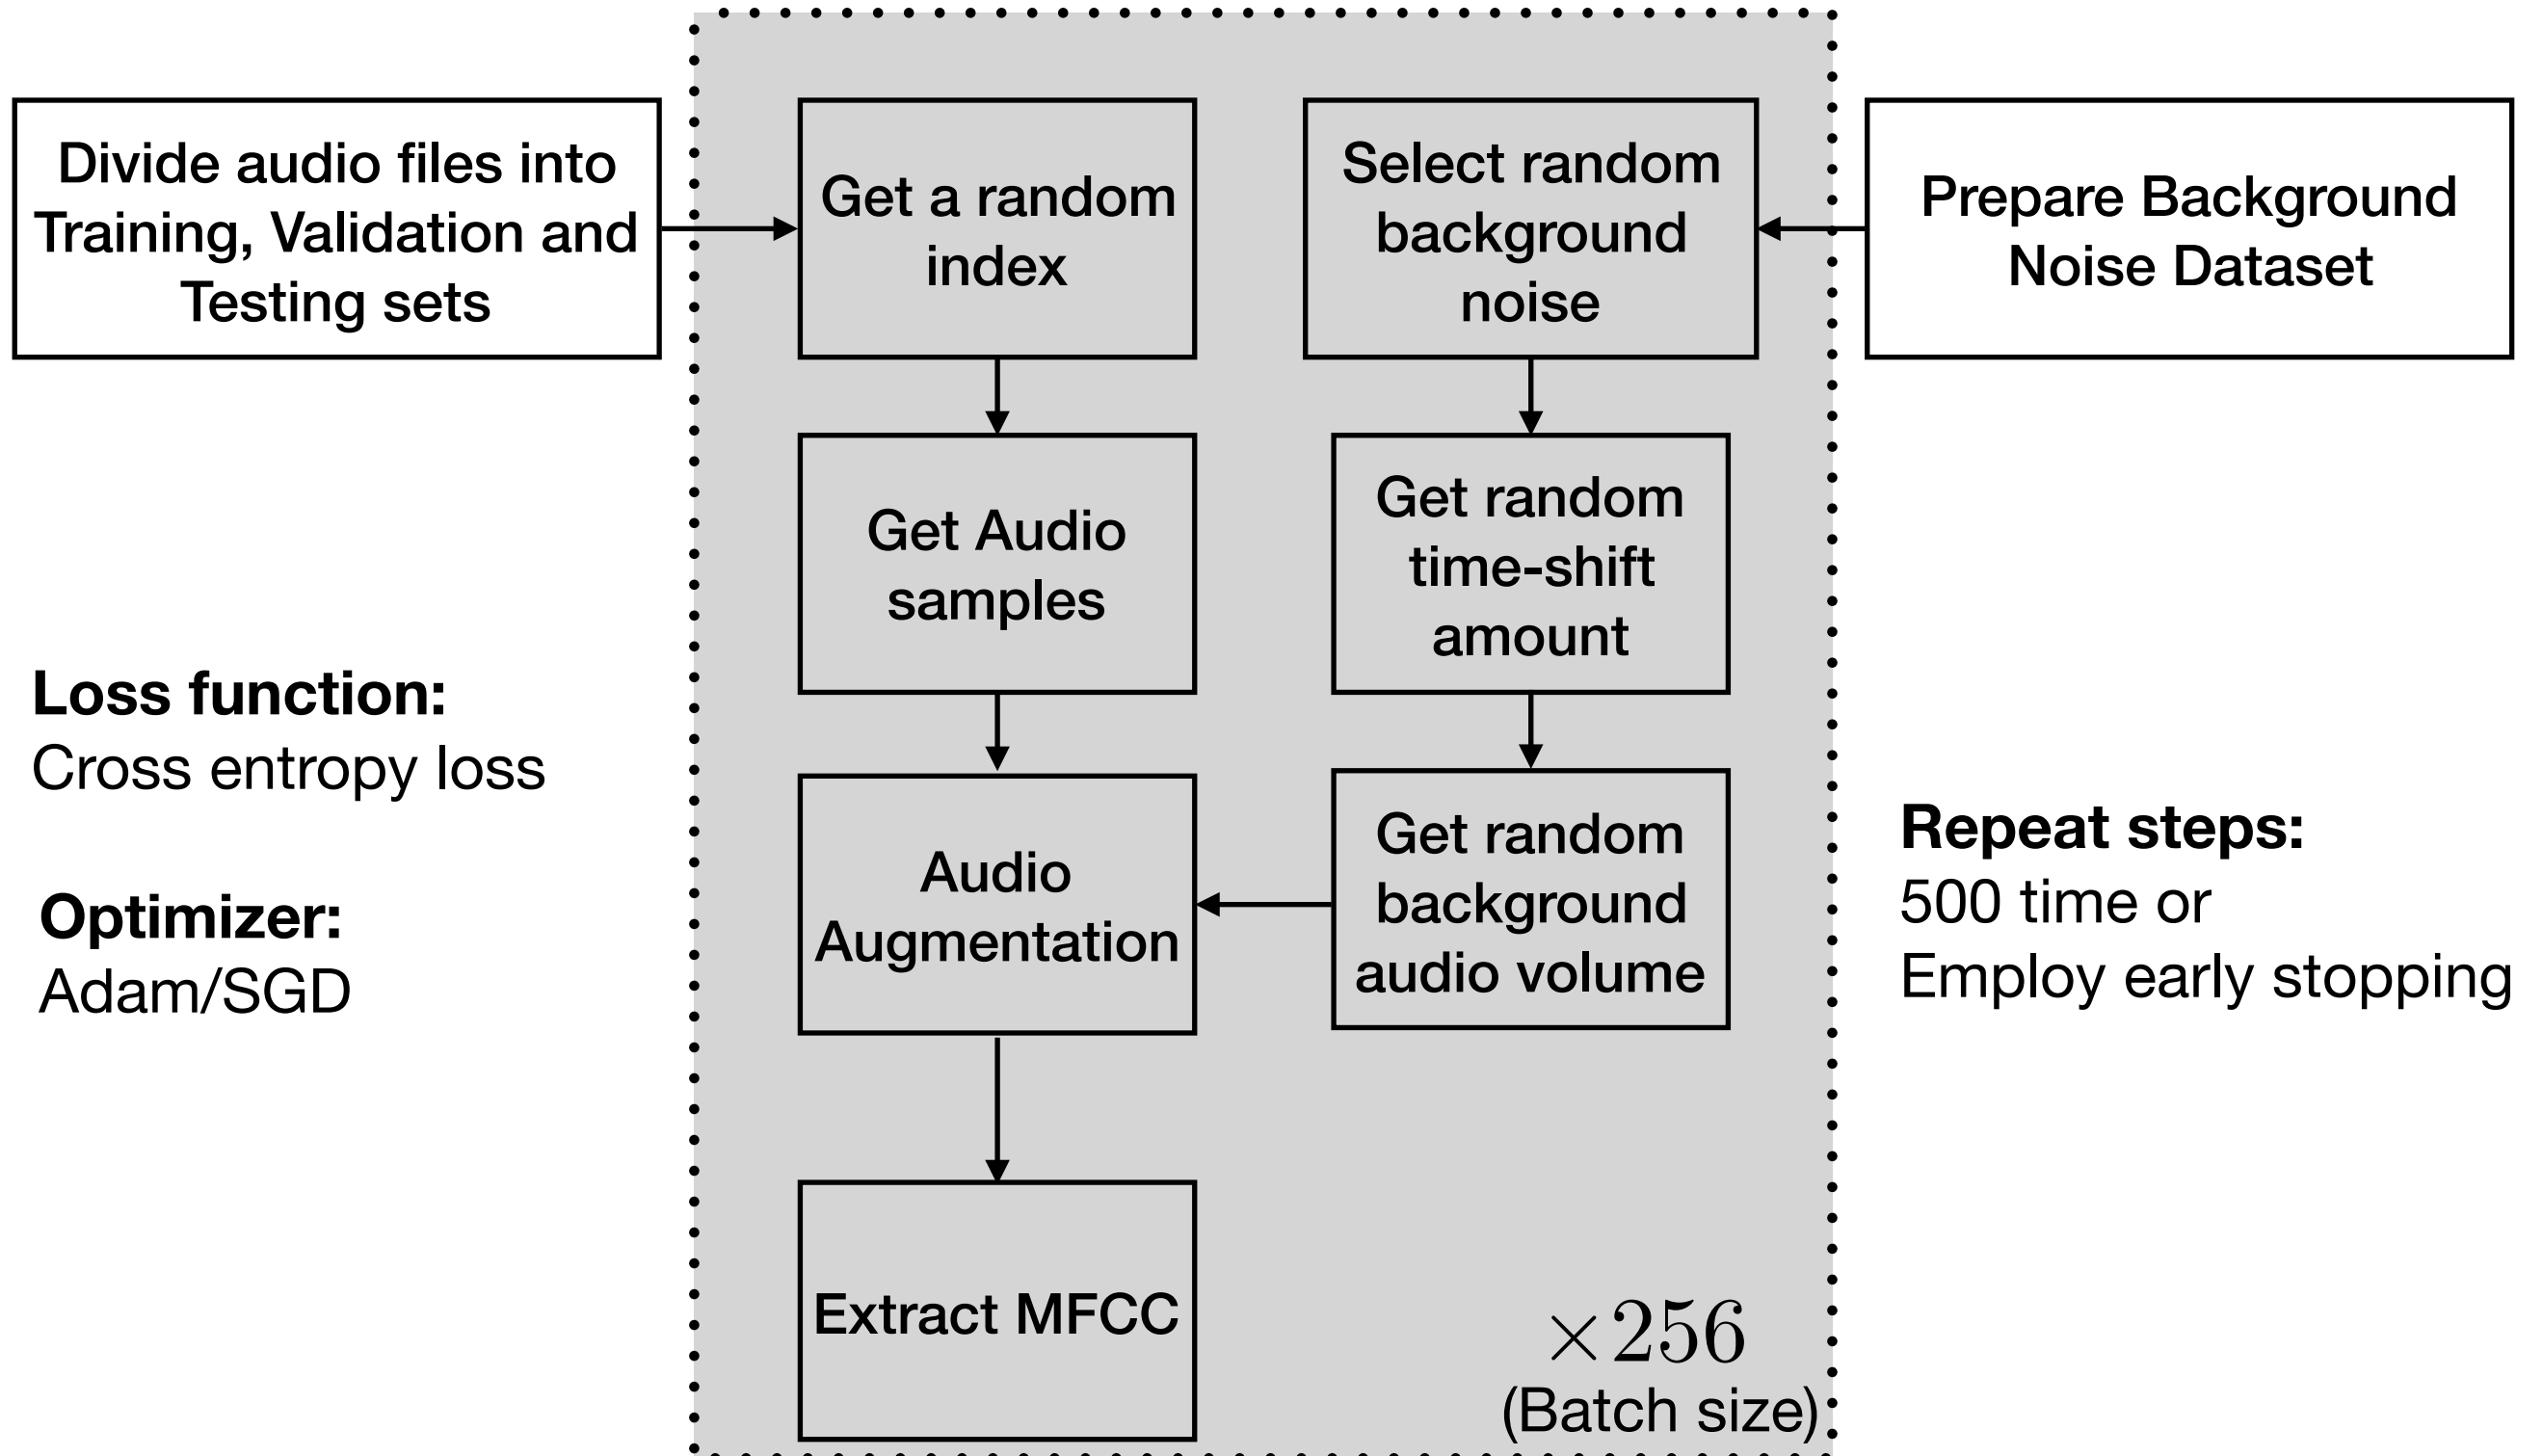 Divide audio files into
Training, Validation and
Testing sets
Get a random
index
Select random
background
noise
Prepare Background
Noise Dataset
Get Audio
samples
Get random
time-shift
amount
Loss function:
Cross entropy loss
Optimizer:
Adam/SGD
Audio
Augmentation
Get random
background
audio volume
Repeat steps:
500 time or
Employ early stopping
Extract MFCC
×256
(Batch size)